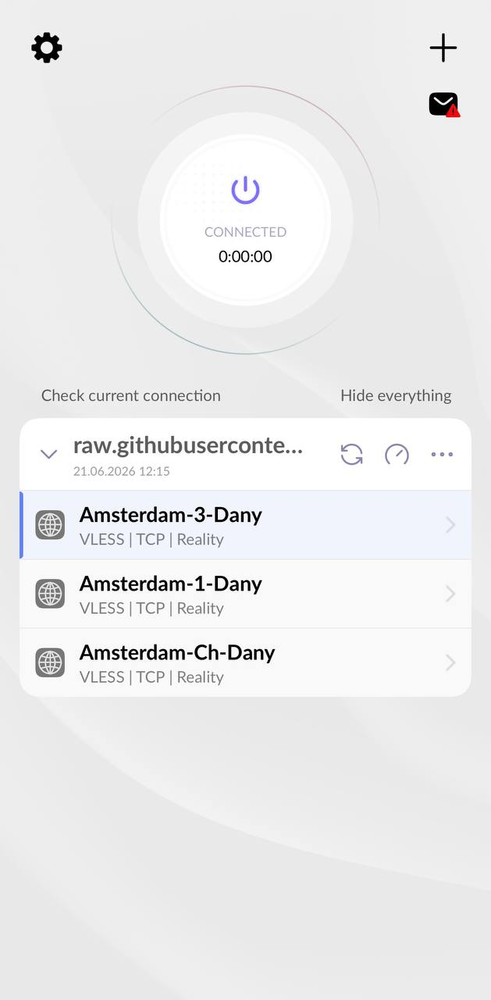 CONNECTED
0:00:00
Check current connection
Hide everything
raw.githubuserconte...
21.06.2026 12:15
Amsterdam-3-Dany
VLESS | TCP | Reality
Amsterdam-1-Dany
VLESS | TCP | Reality
Amsterdam-Ch-Dany
VLESS | TCP | Reality